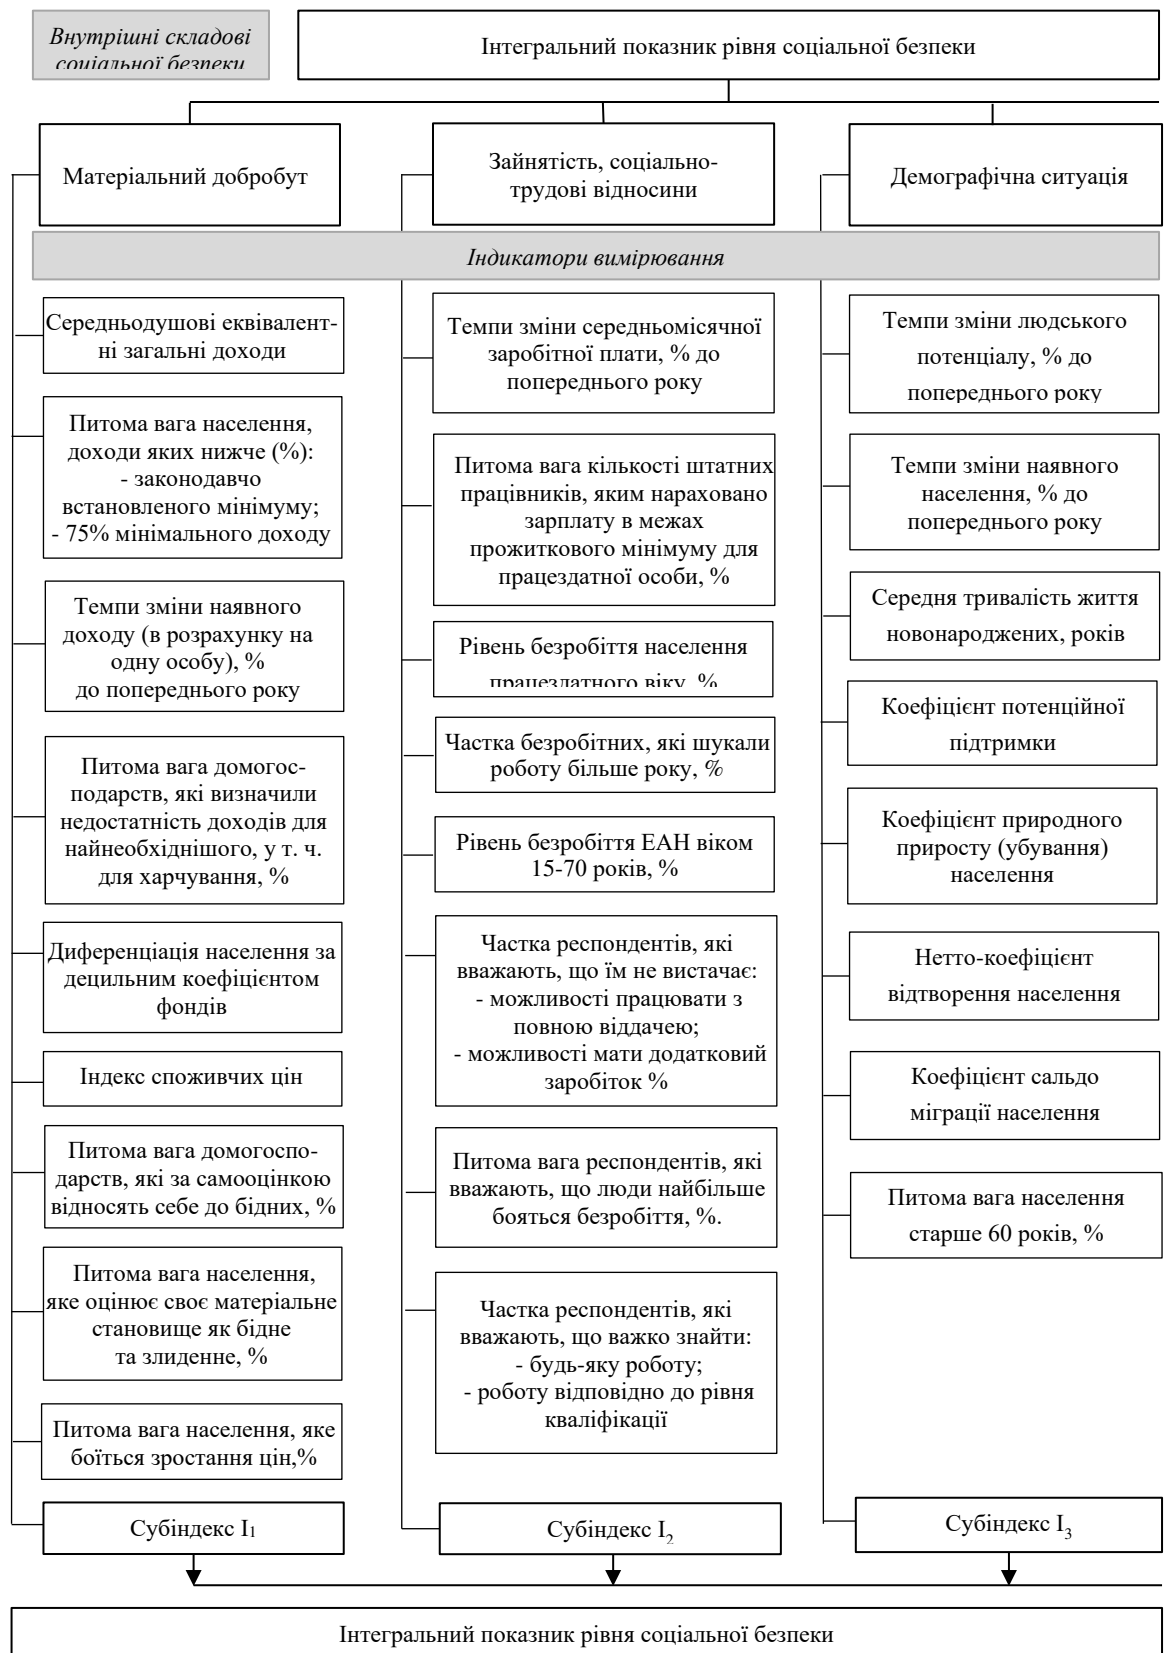 Внутрішні складові
соціальної безпеки
Інтегральний показник рівня соціальної безпеки
Матеріальний добробут
Зайнятість, соціально-
трудові відносини
Демографічна ситуація
Індикатори вимірювання
Середньодушові еквівалент-
ні загальні доходи
Питома вага населення,
доходи яких нижче (%):
- законодавчо
встановленого мінімуму;
- 75% мінімального доходу
Темпи зміни наявного
доходу (в розрахунку на
одну особу), %
до попереднього року
Питома вага домогос-
подарств, які визначили
недостатність доходів для
найнеобхіднішого, у т. ч.
для харчування, %
Диференціація населення за
децильним коефіцієнтом
фондів
Індекс споживчих цін
Питома вага домогоспо-
дарств, які за самооцінкою
відносять себе до бідних, %
Питома вага населення,
яке оцінює своє матеріальне
становище як бідне
та злиденне, %
Питома вага населення, яке
боїться зростання цін,%
Субіндекс I1
Темпи зміни середньомісячної
заробітної плати, % до
попереднього року
Питома вага кількості штатних
працівників, яким нараховано
зарплату в межах
прожиткового мінімуму для
працездатної особи, %
Рівень безробіття населення
працездатного віку, %
Частка безробітних, які шукали
роботу більше року, %
Рівень безробіття ЕАН віком
15-70 років, %
Частка респондентів, які
вважають, що їм не вистачає:
- можливості працювати з
повною віддачею;
- можливості мати додатковий
заробіток %
Питома вага респондентів, які
вважають, що люди найбільше
бояться безробіття, %.
Частка респондентів, які
вважають, що важко знайти:
- будь-яку роботу;
- роботу відповідно до рівня
кваліфікації
Субіндекс I2
Темпи зміни людського
потенціалу, % до
попереднього року
Темпи зміни наявного
населення, % до
попереднього року
Середня тривалість життя
новонароджених, років
Коефіцієнт потенційної
підтримки
Коефіцієнт природного
приросту (убування)
населення
Нетто-коефіцієнт
відтворення населення
Коефіцієнт сальдо
міграції населення
Питома вага населення
старше 60 років, %
Субіндекс I3
Інтегральний показник рівня соціальної безпеки